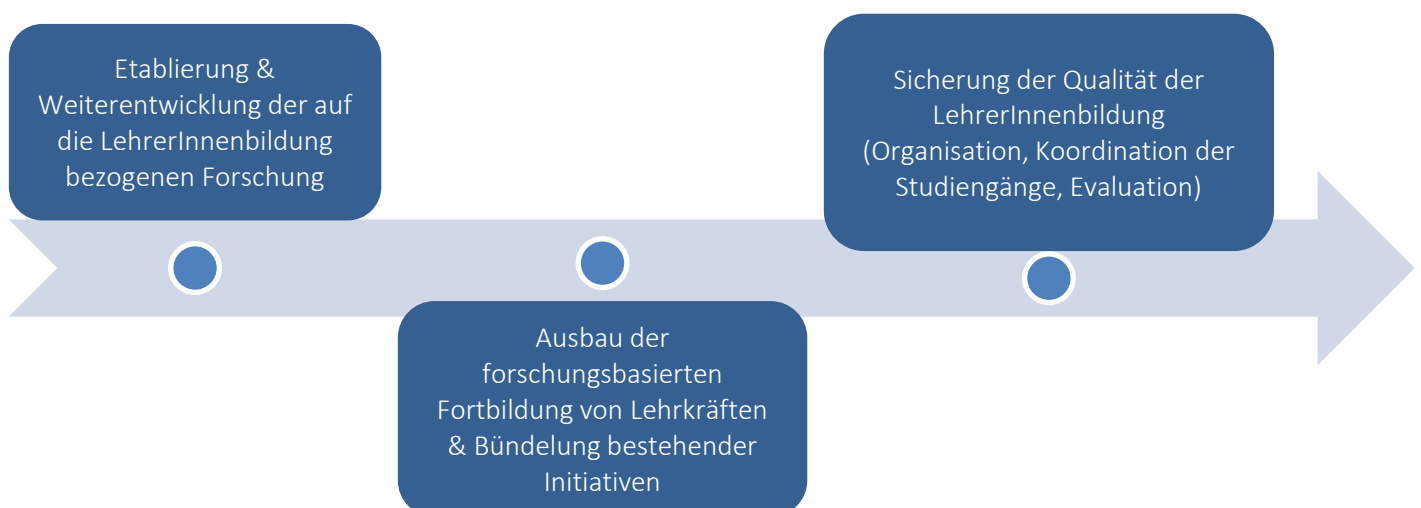 Etablierung &
Weiterentwicklung der auf
die LehrerInnenbildung
bezogenen Forschung
Ausbau der
forschungsbasierten
Fortbildung von Lehrkräften
& Bündelung bestehender
Initiativen
Sicherung der Qualität der
LehrerInnenbildung
(Organisation, Koordination der
Studiengänge, Evaluation)